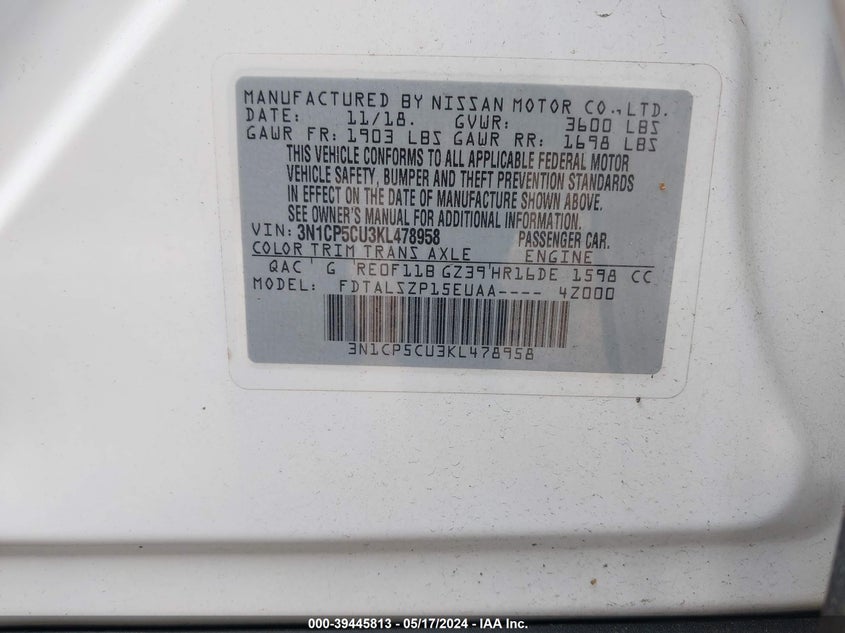 MANUFACTURED BY NISSAN MOTOR CO.,LTD.
DATE: 11/18. GVWR: 3600 LBS
GAWR FR: 1903 LBS GAWR RR: 1698 LBS
THIS VEHICLE CONFORMS TO ALL APPLICABLE FEDERAL MOTOR
VEHICLE SAFETY, BUMPER AND THEFT PREVENTION STANDARDS
IN EFFECT ON THE DATE OF MANUFACTURE SHOWN ABOVE.
SEE OWNER'S MANUAL FOR ADDITIONAL INFORMATION.
VIN: 3N1CP5CU3KL478958 PASSENGER CAR.
COLOR TRIM TRANS AXLE ENGINE
QAC G RE0F11B GZ39 HR16DE 1598 CC
MODEL: FDTALSZP15EUAA---- 4Z000
3N1CP5CU3KL478958
000-39445813 - 05/17/2024 - IAA Inc.